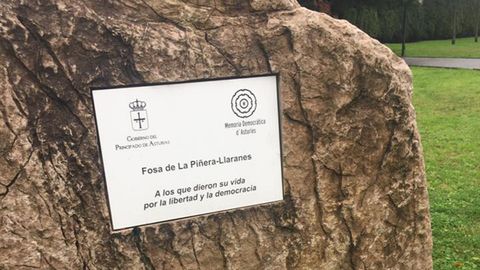 GOBIERNO DEL
PRINCIPADO DE ASTURIAS
Memoria Democrática
d'Asturies
Fosa de La Piñera-Llaranes
A los que dieron su vida
por la libertad y la democracia